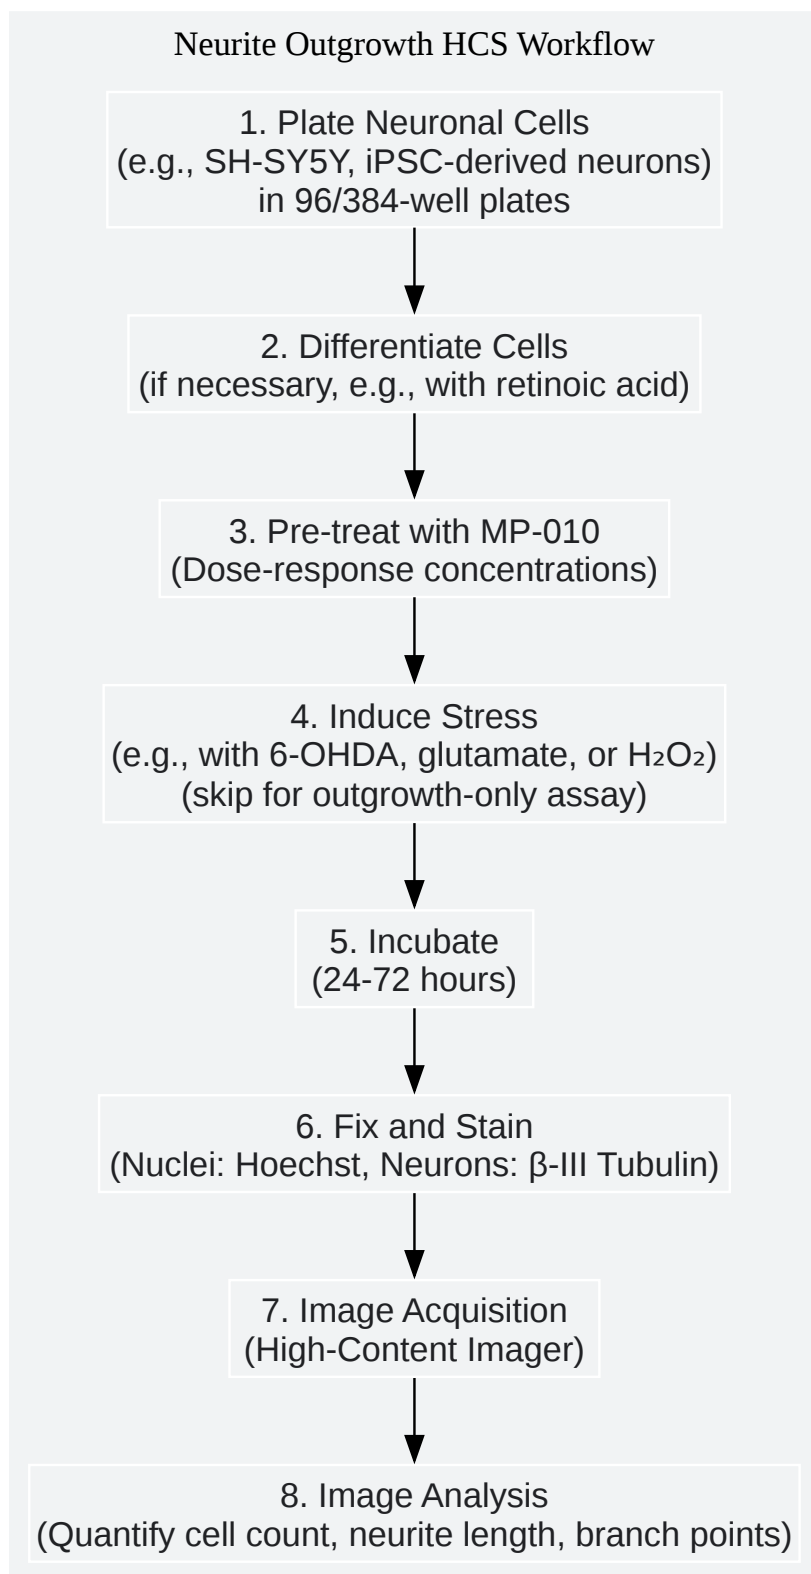 Neurite Outgrowth HCS Workflow
1. Plate Neuronal Cells
(e.g., SH-SY5Y, iPSC-derived neurons)
in 96/384-well plates
2. Differentiate Cells
(if necessary, e.g., with retinoic acid)
3. Pre-treat with MP-010
(Dose-response concentrations)
4. Induce Stress
(e.g., with 6-OHDA, glutamate, or H₂O₂)
(skip for outgrowth-only assay)
5. Incubate
(24-72 hours)
6. Fix and Stain
(Nuclei: Hoechst, Neurons: β-III Tubulin)
7. Image Acquisition
(High-Content Imager)
8. Image Analysis
(Quantify cell count, neurite length, branch points)